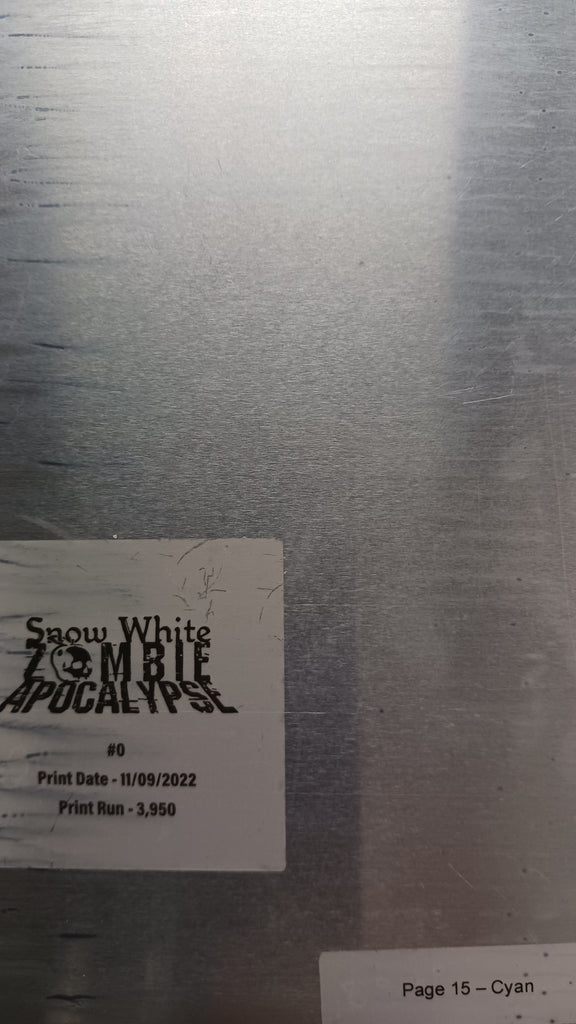 Snow White
ZOMBIE
APOCALYPSE
#0
Print Date - 11/09/2022
Print Run - 3,950
Page 15 – Cyan